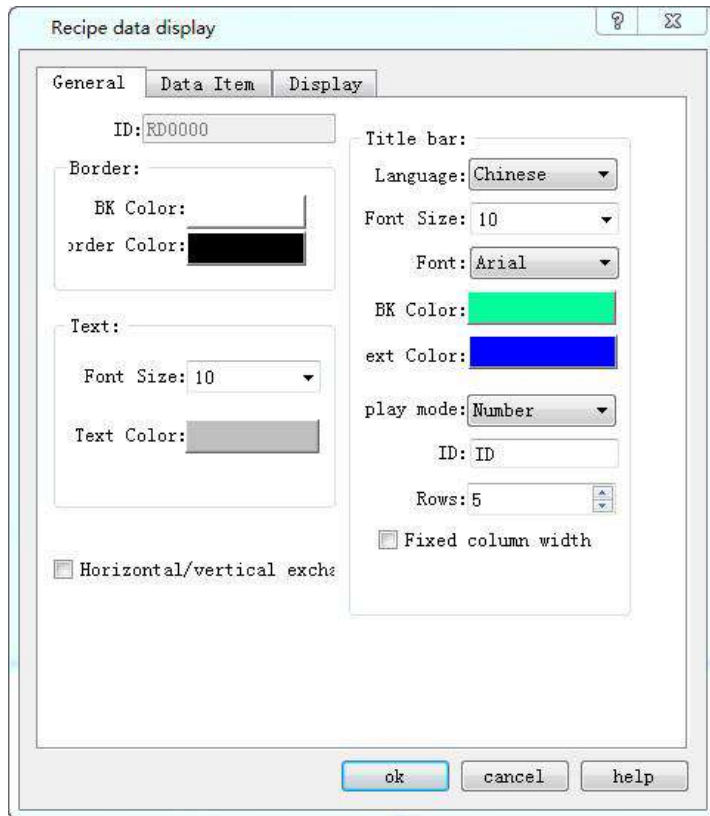 Recipe data display
General Data Item Display
ID: RD0000
Border:
BK Color:
order Color:
Text:
Font Size: 10
Text Color:
Horizontal/vertical excha
Title bar:
Language: Chinese
Font Size: 10
Font: Arial
BK Color:
ext Color:
play mode: Number
ID: ID
Rows: 5
Fixed column width
ok cancel help